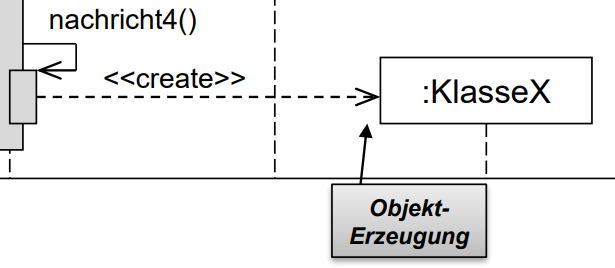 nachricht4()
<<create>>
:KlasseX
Objekt-
Erzeugung